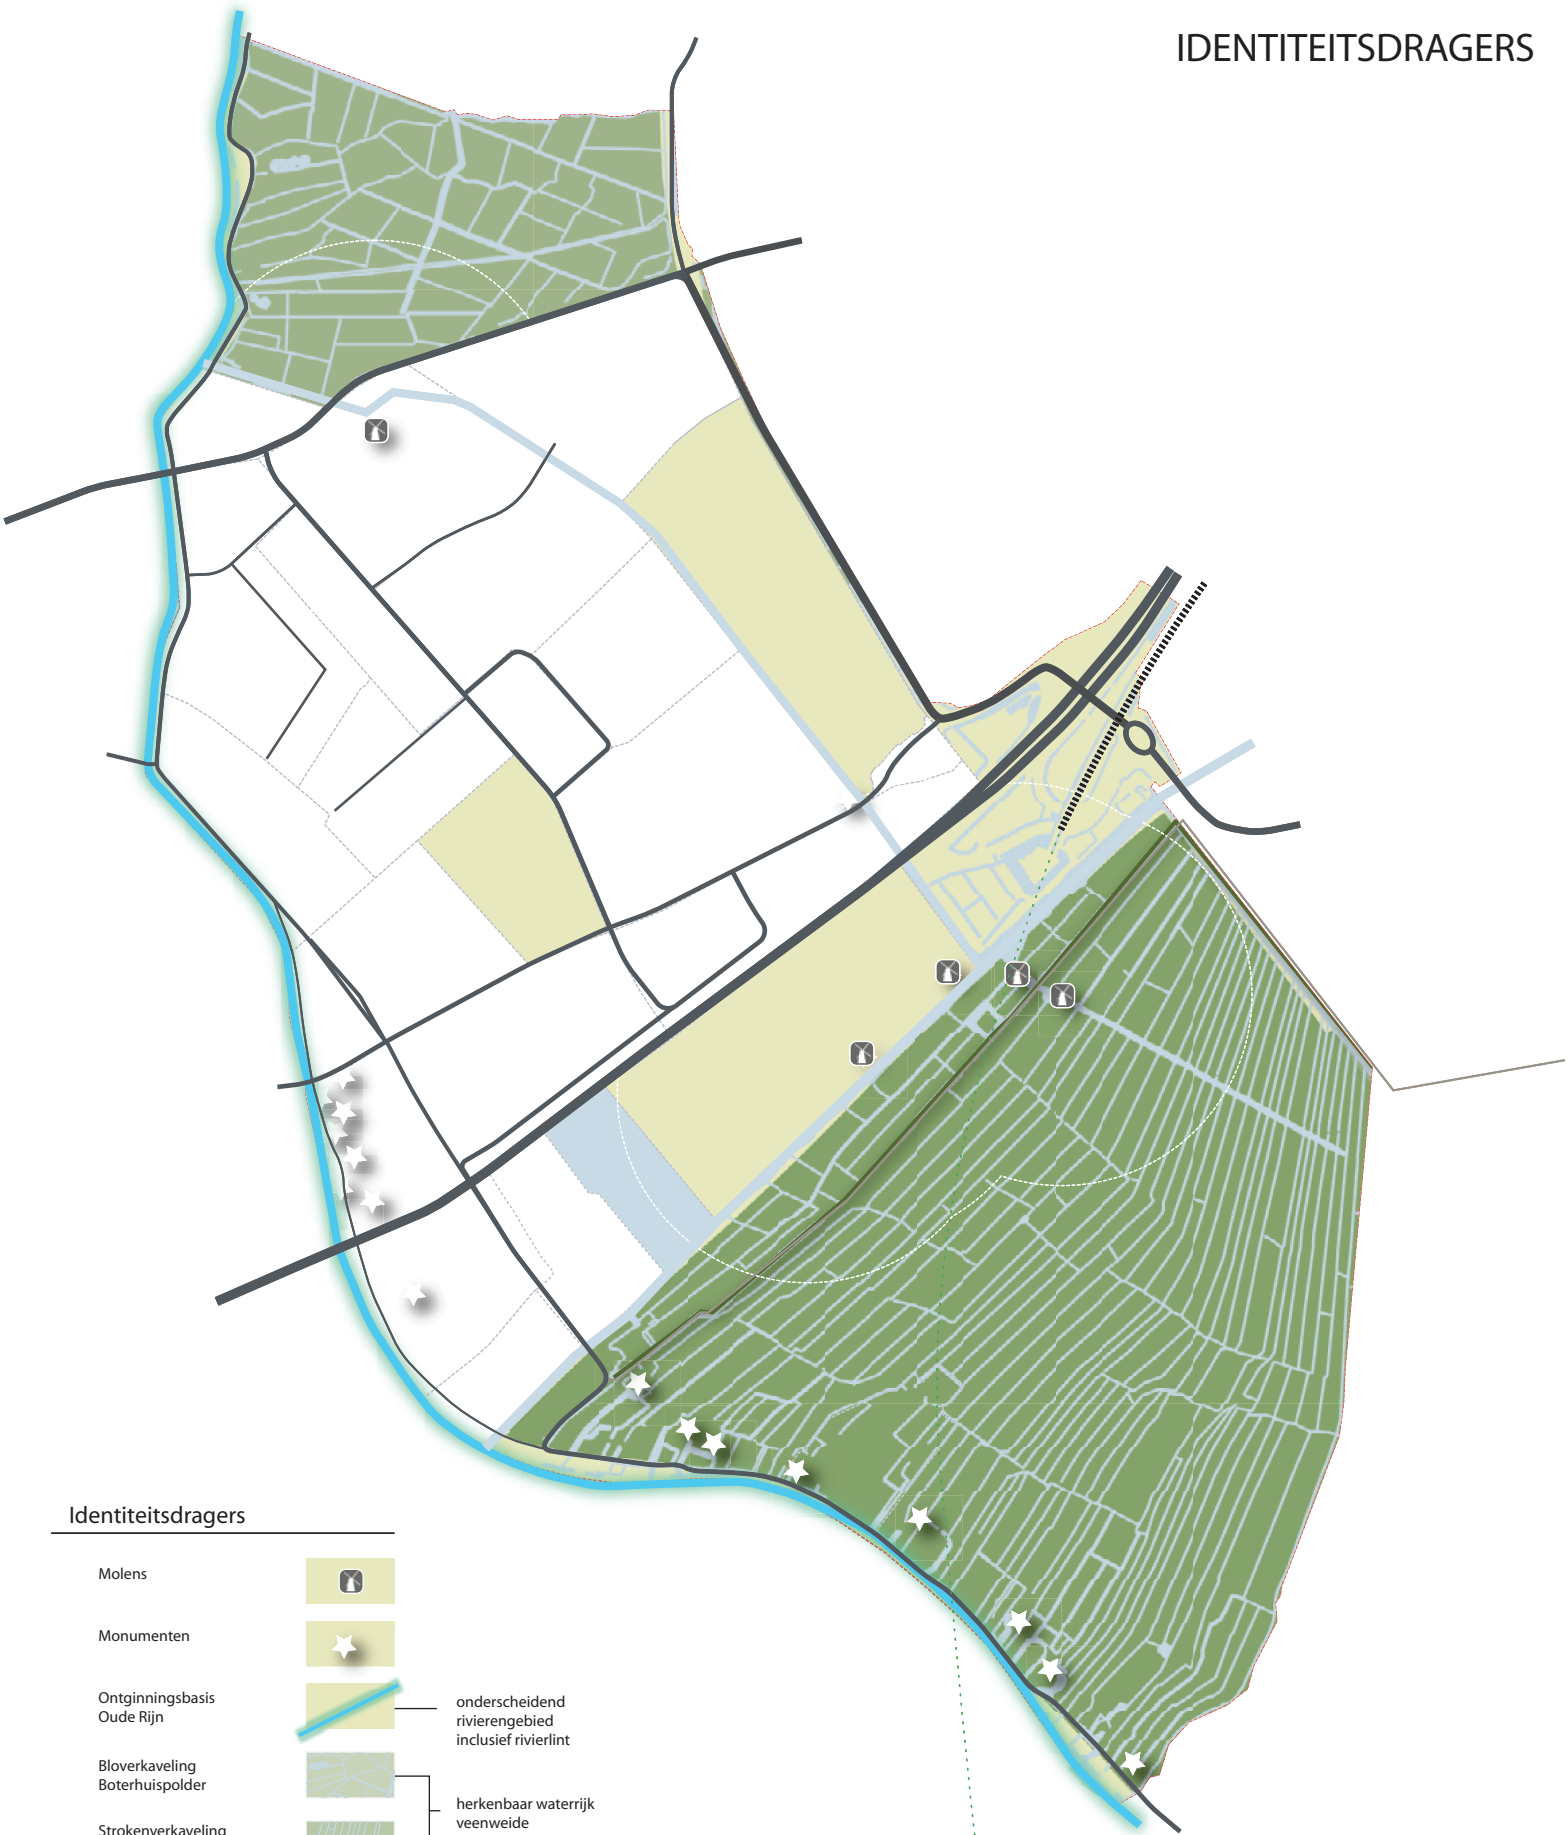 IDENTITEITSDRAGERS
Identiteitsdragers
Molens
Monumenten
Ontginningsbasis
Oude Rijn
onderscheidend
rivierengebied
inclusief rivierlint
Bloverkaveling
Boterhuispolder
herkenbaar waterrijk
veenweide
Strokenverkaveling